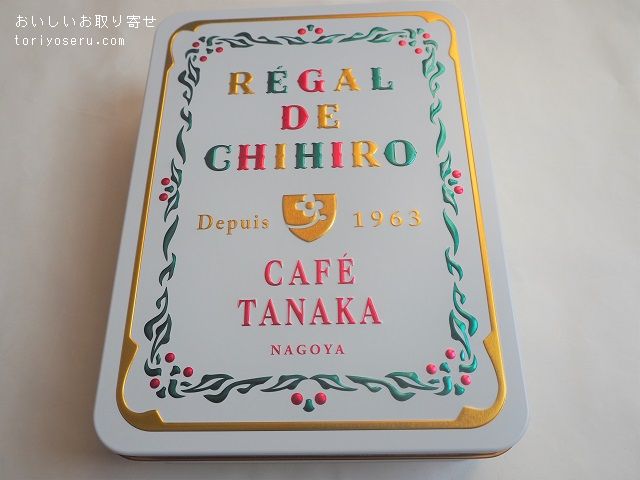 おいしいお取り寄せ
toriyoseru.com
RÉGAL
DE
CHIHIRO
Depuis 1963
CAFÉ
TANAKA
NAGOYA